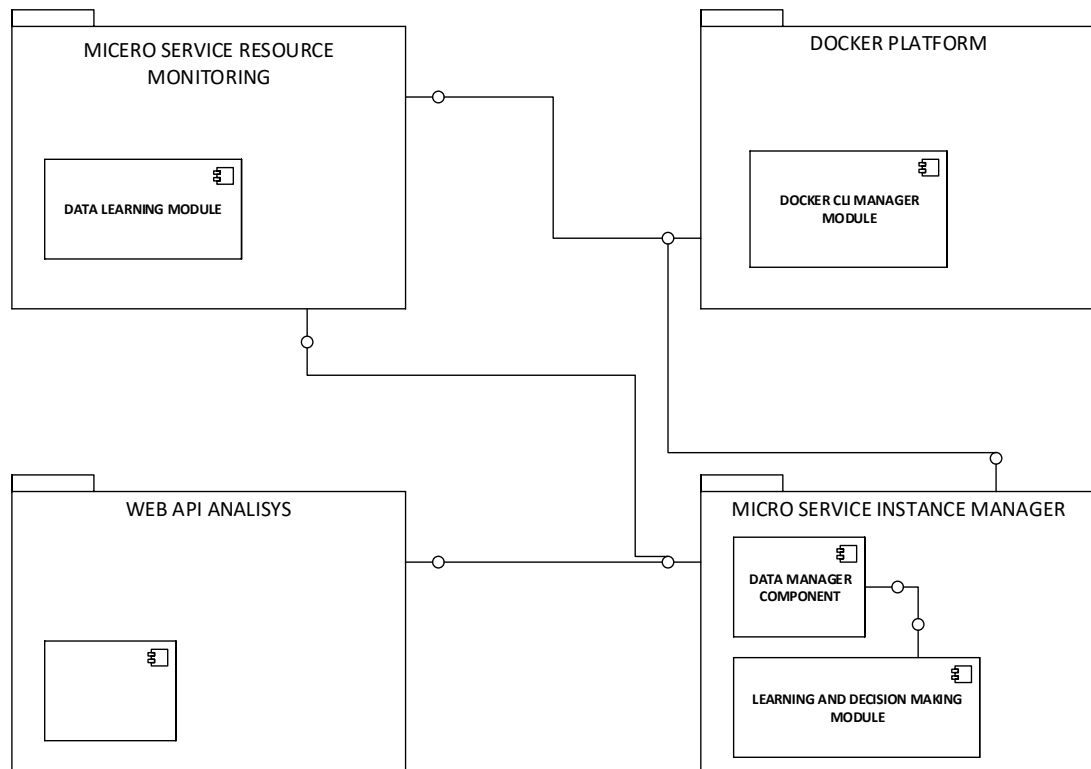 MICERO SERVICE RESOURCE
MONITORING
DATA LEARNING MODULE
DOCKER PLATFORM
DOCKER CLI MANAGER
MODULE
WEB API ANALISYS
MICRO SERVICE INSTANCE MANAGER
DATA MANAGER
COMPONENT
LEARNING AND DECISION MAKING
MODULE